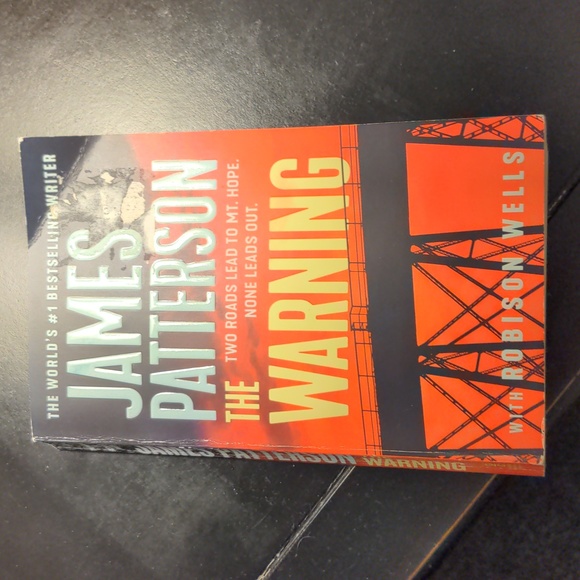 THE WORLD'S #1 BESTSELLING WRITER
JAMES
PATTERSON
TWO ROADS LEAD TO MT. HOPE.
NONE LEADS OUT.
THE
WARNING
WITH ROBISON WELLS
JAMES PATTERSON WARNING